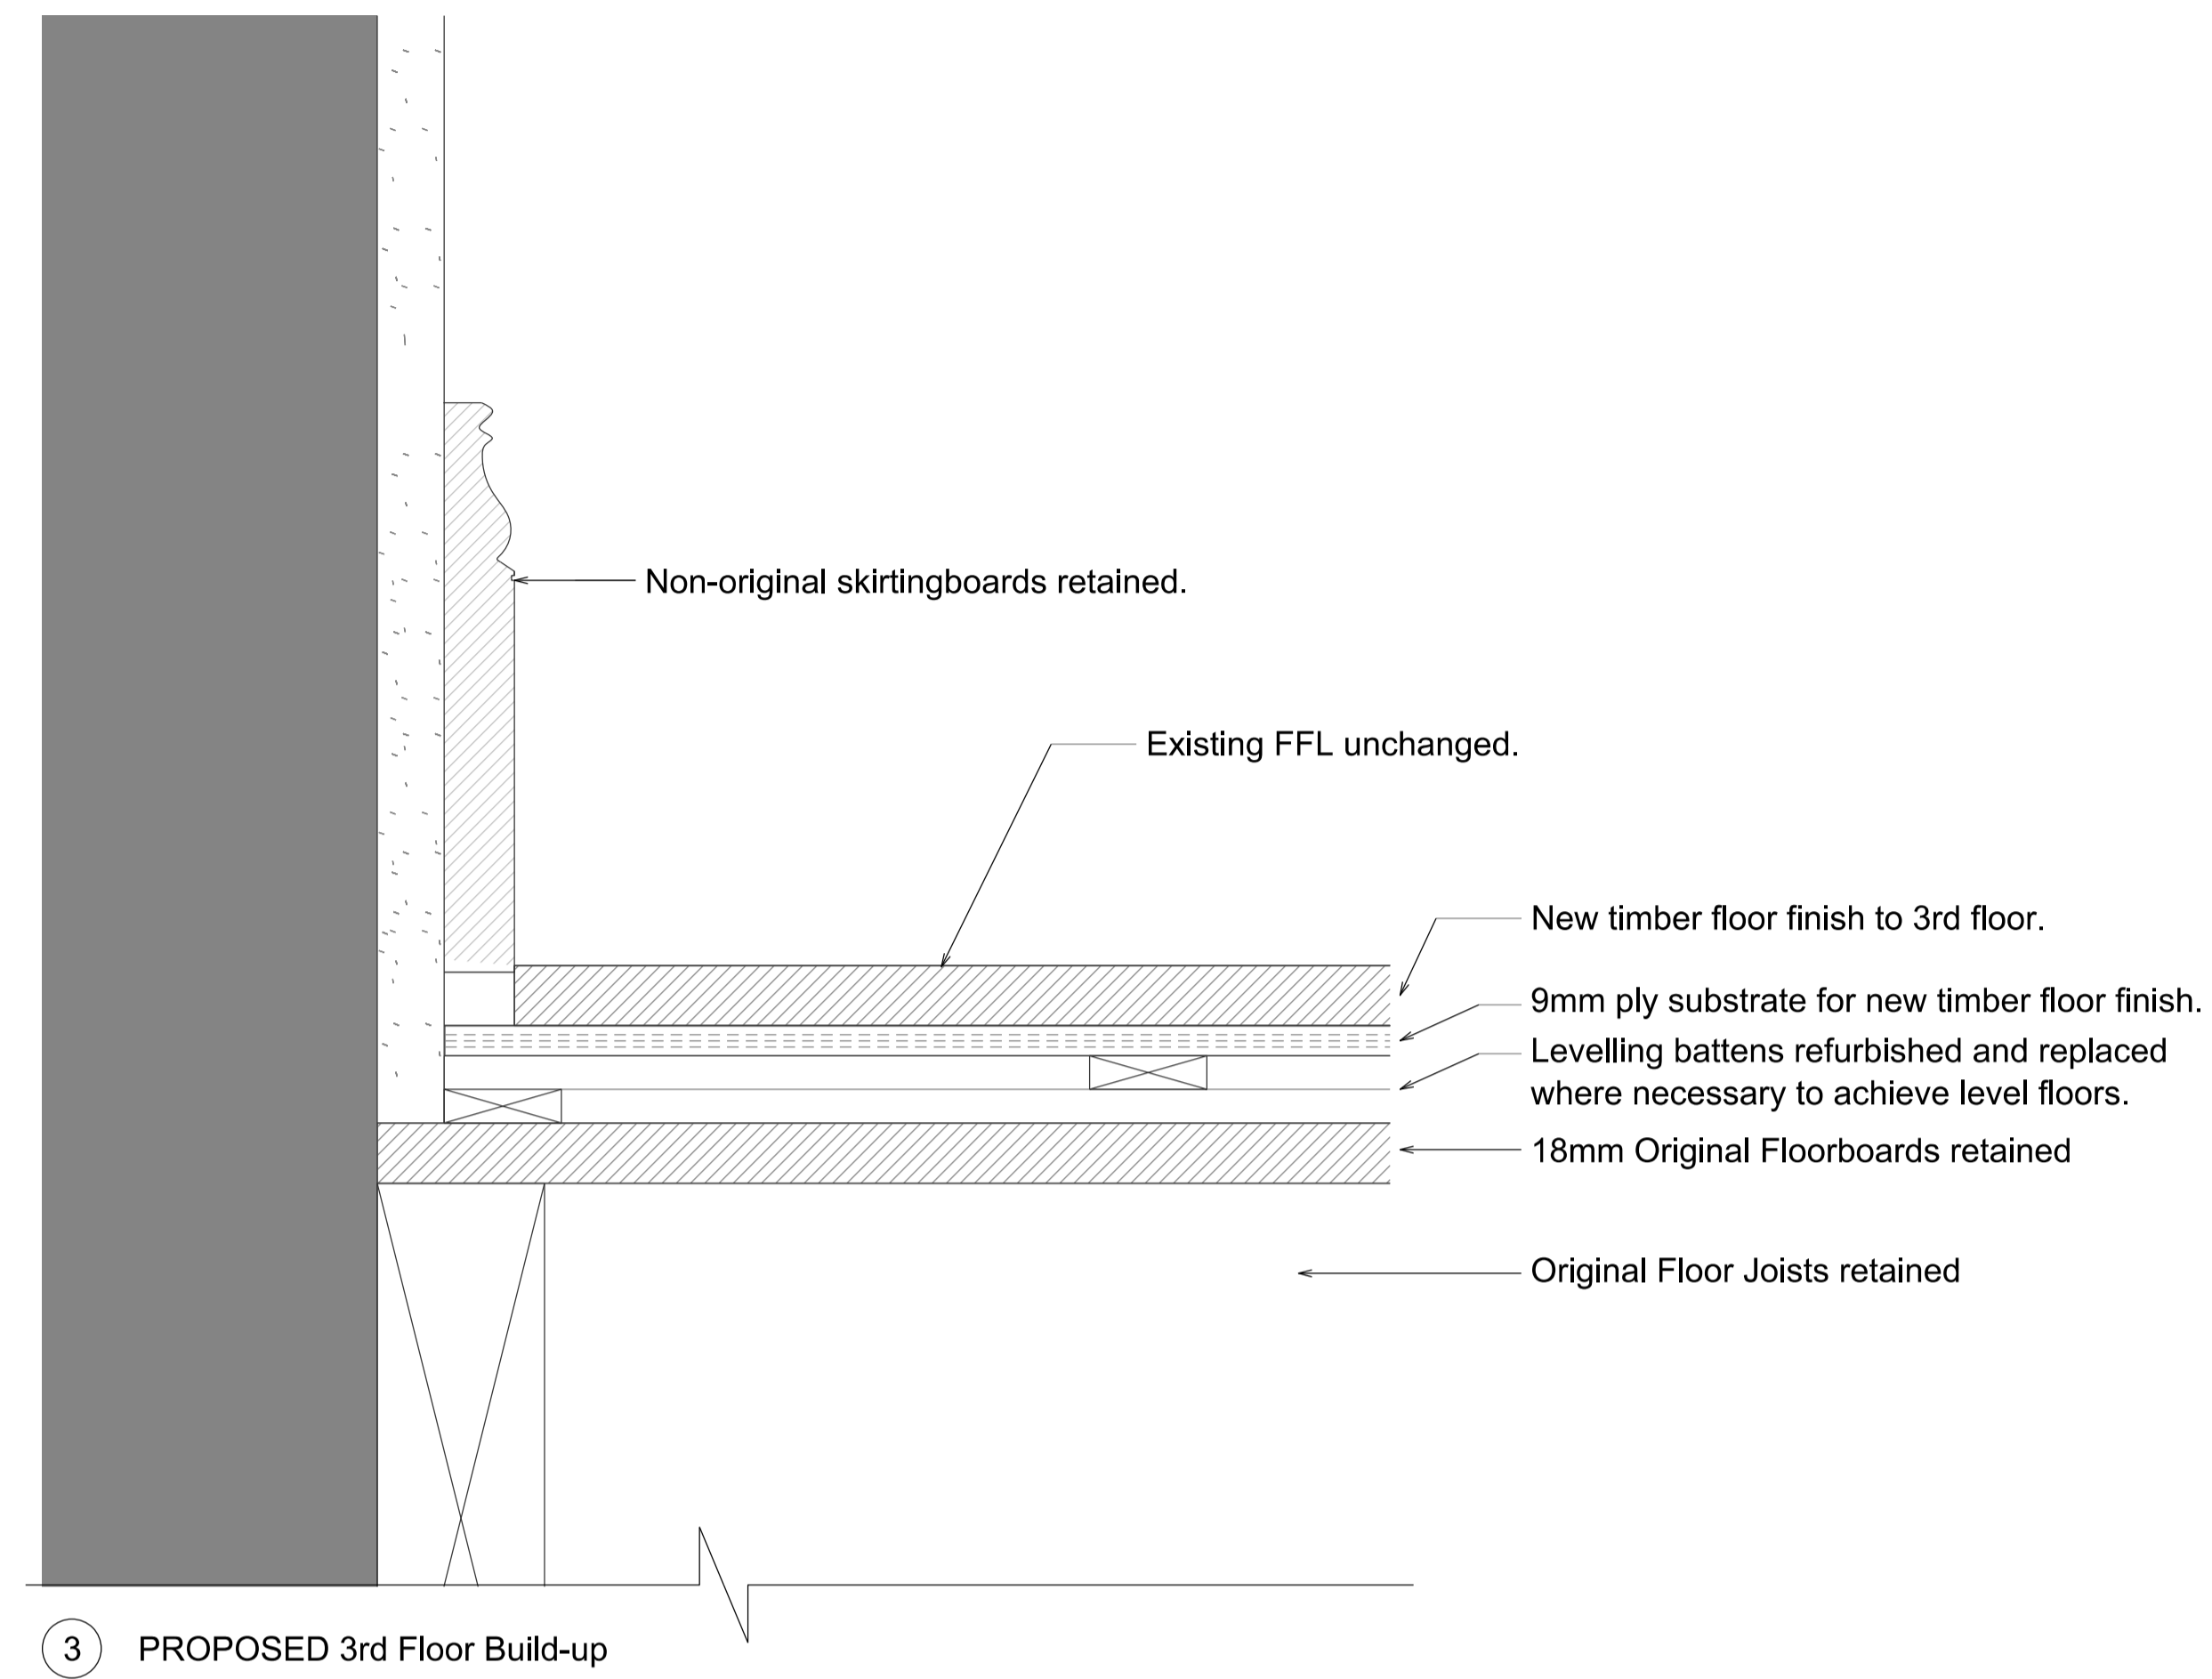 Non-original skirtingboards retained.
Existing FFL unchanged.
New timber floor finish to 3rd floor.
9mm ply substrate for new timber floor finish.
Levelling battens refurbished and replaced
where necessary to achieve level floors.
18mm Original Floorboards retained
Original Floor Joists retained
3 PROPOSED 3rd Floor Build-up